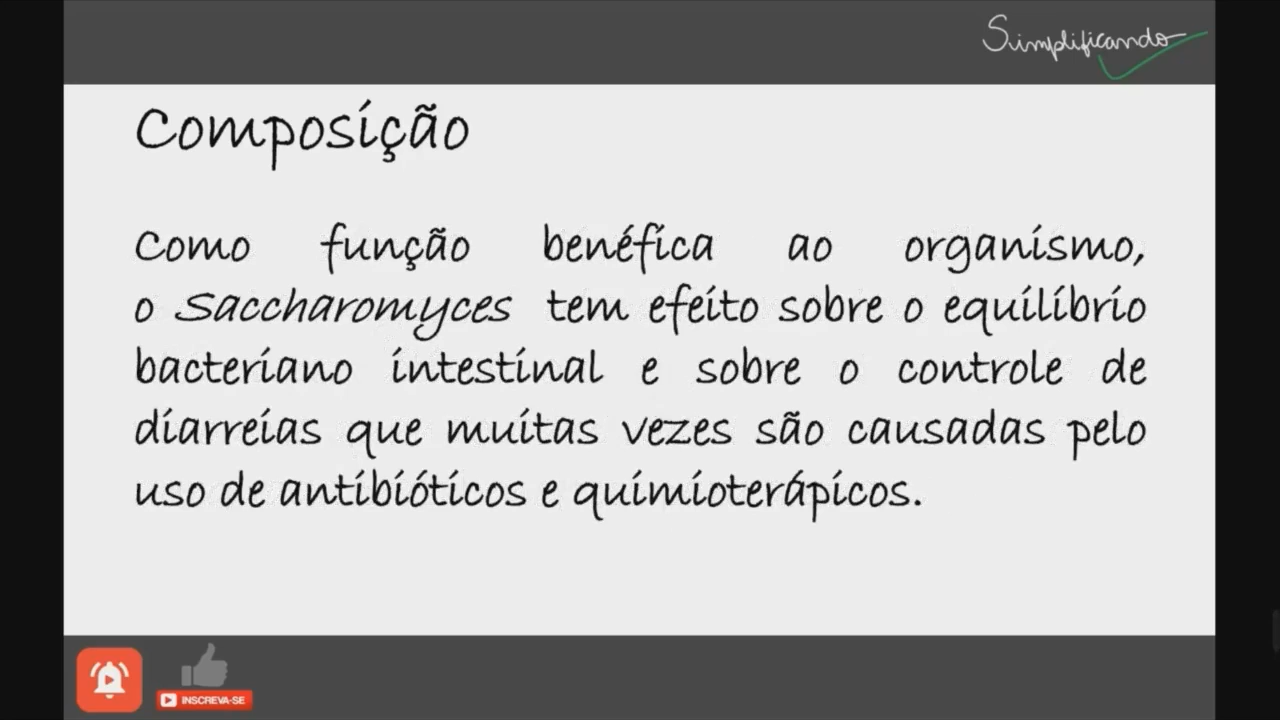 Simplificando
Composição
Como função benéfica ao organismo,
o Saccharomyces tem efeito sobre o equilíbrio
bacteriano intestinal e sobre o controle de
diarreias que muitas vezes são causadas pelo
uso de antibióticos e quimioterápicos.
INSCREVA-SE